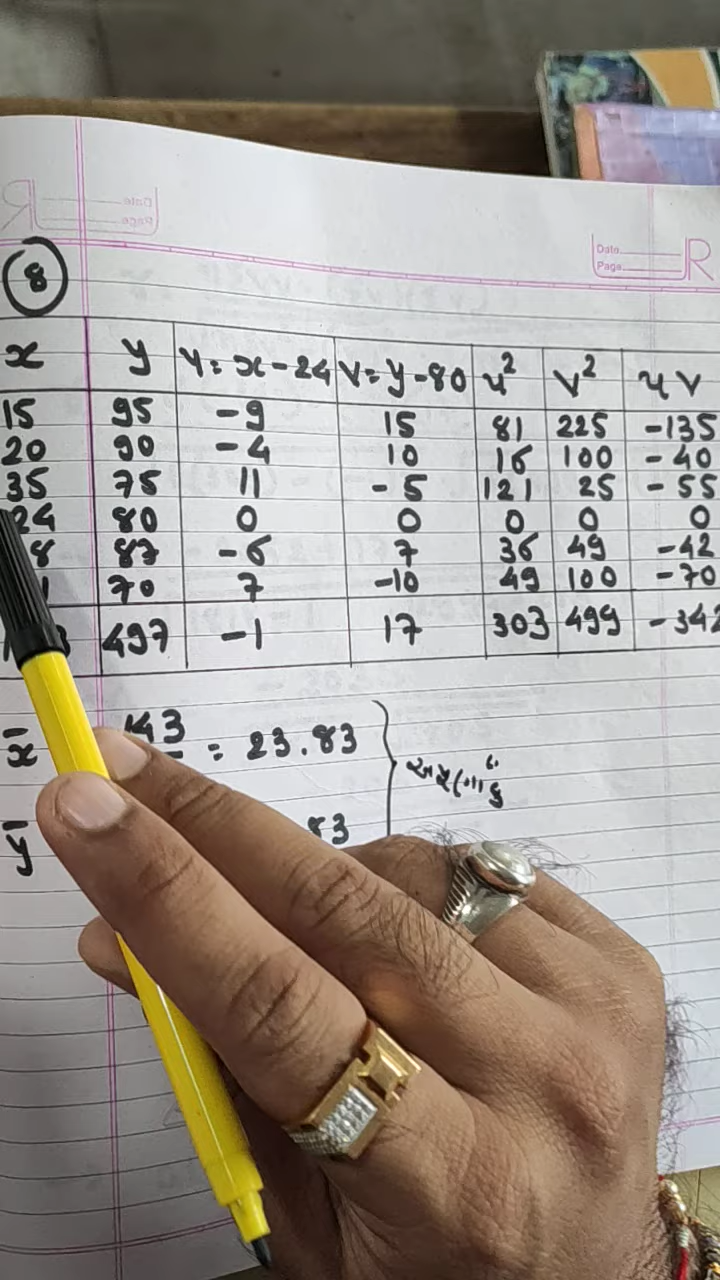 Date
Page
R
8
x y u = x - 24 v = y - 80 u² v² uv
15 95 -9 15 81 225 -135
20 90 -4 10 16 100 -40
35 75 11 -5 121 25 -55
24 80 0 0 0 0 0
8 87 -6 7 36 49 -42
1 70 7 -10 49 100 -70
497 -1 17 303 499 -342
x̄ 143 = 23.83
ȳ 83